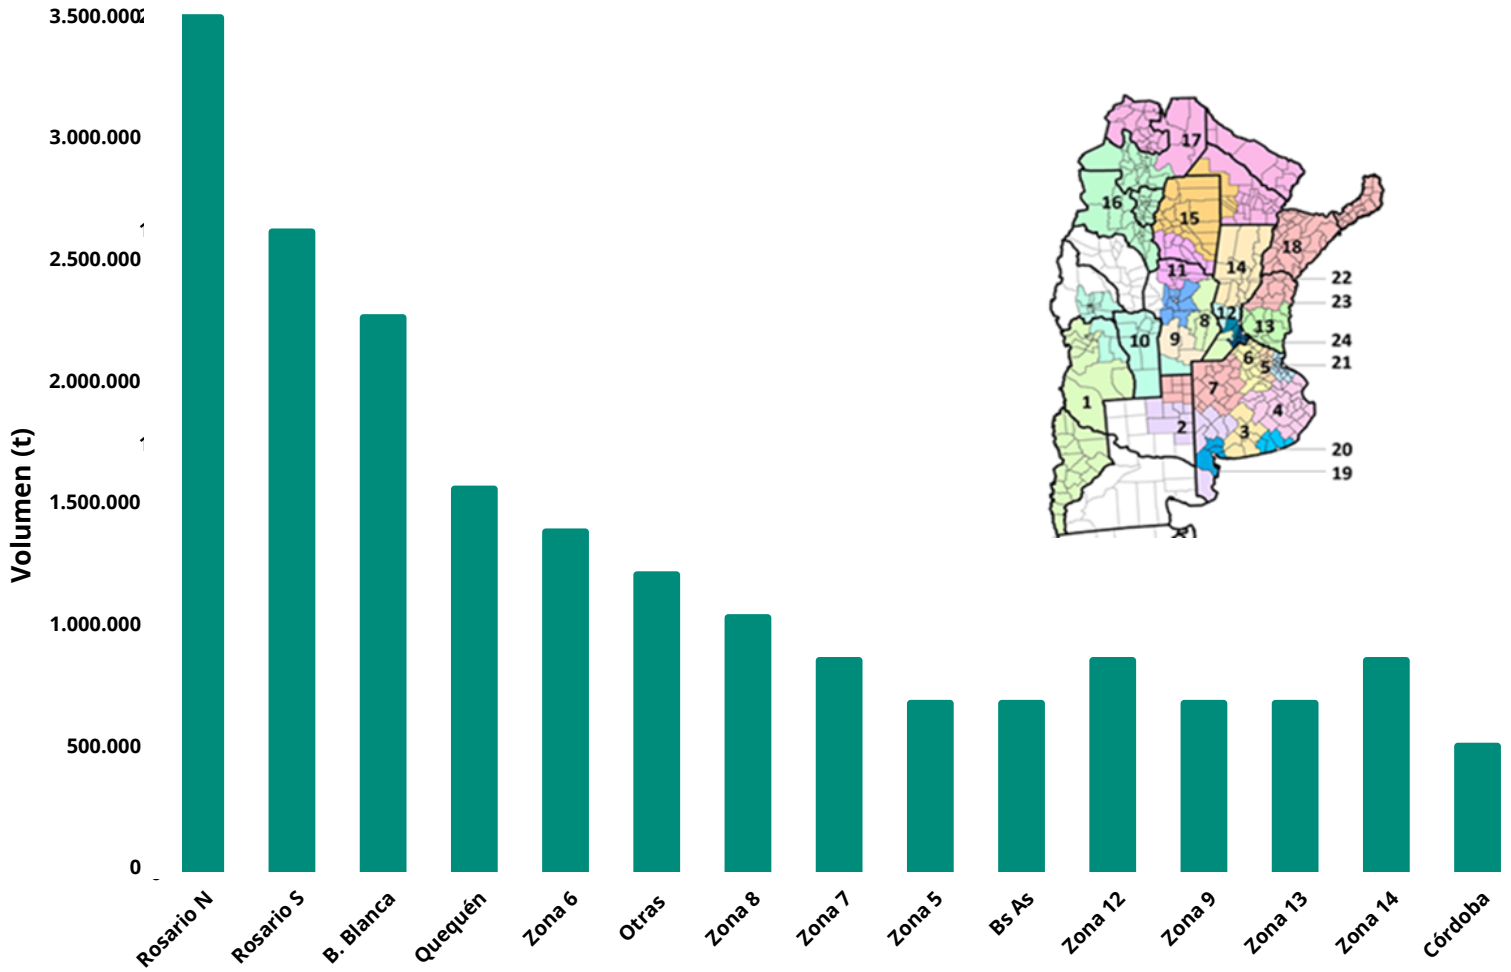 3.500.000
3.000.000
2.500.000
2.000.000
1.500.000
1.000.000
500.000
0
Volumen (t)
Rosario N
Rosario S
B. Blanca
Quequén
Zona 6
Otras
Zona 8
Zona 7
Zona 5
Bs As
Zona 12
Zona 9
Zona 13
Zona 14
Córdoba
17
16
15
18
11
14
22
23
12
8
13
10
9
24
6
5
21
7
1
4
2
3
20
19